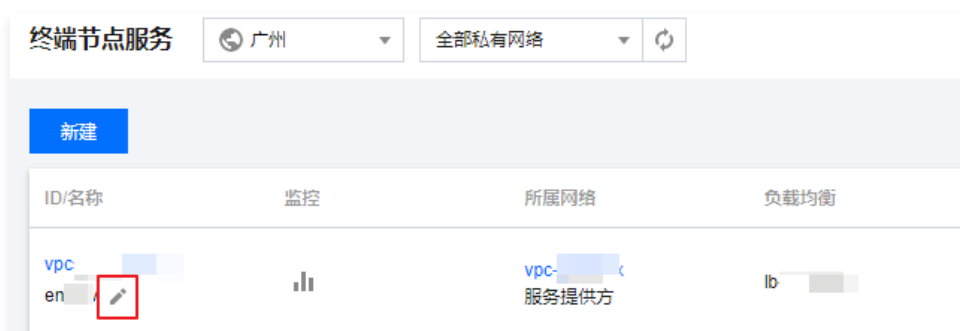 终端节点服务 广州 全部私有网络
新建
ID/名称 监控 所属网络 负载均衡
vpc- vpc- lb-
en 服务提供方